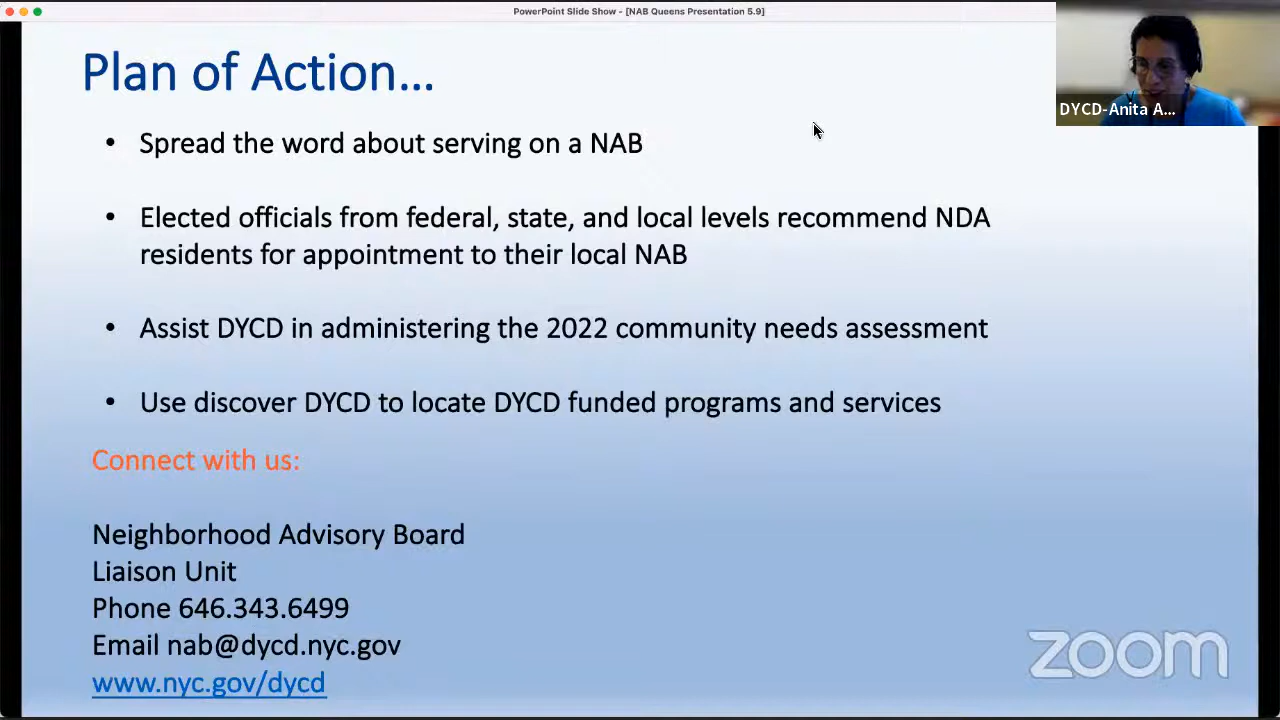 PowerPoint Slide Show - [NAB Queens Presentation 5.9]
Plan of Action...
DYCD-Anita A...
• Spread the word about serving on a NAB
• Elected officials from federal, state, and local levels recommend NDA
residents for appointment to their local NAB
• Assist DYCD in administering the 2022 community needs assessment
• Use discover DYCD to locate DYCD funded programs and services
Connect with us:
Neighborhood Advisory Board
Liaison Unit
Phone 646.343.6499
Email nab@dycd.nyc.gov
www.nyc.gov/dycd
zoom